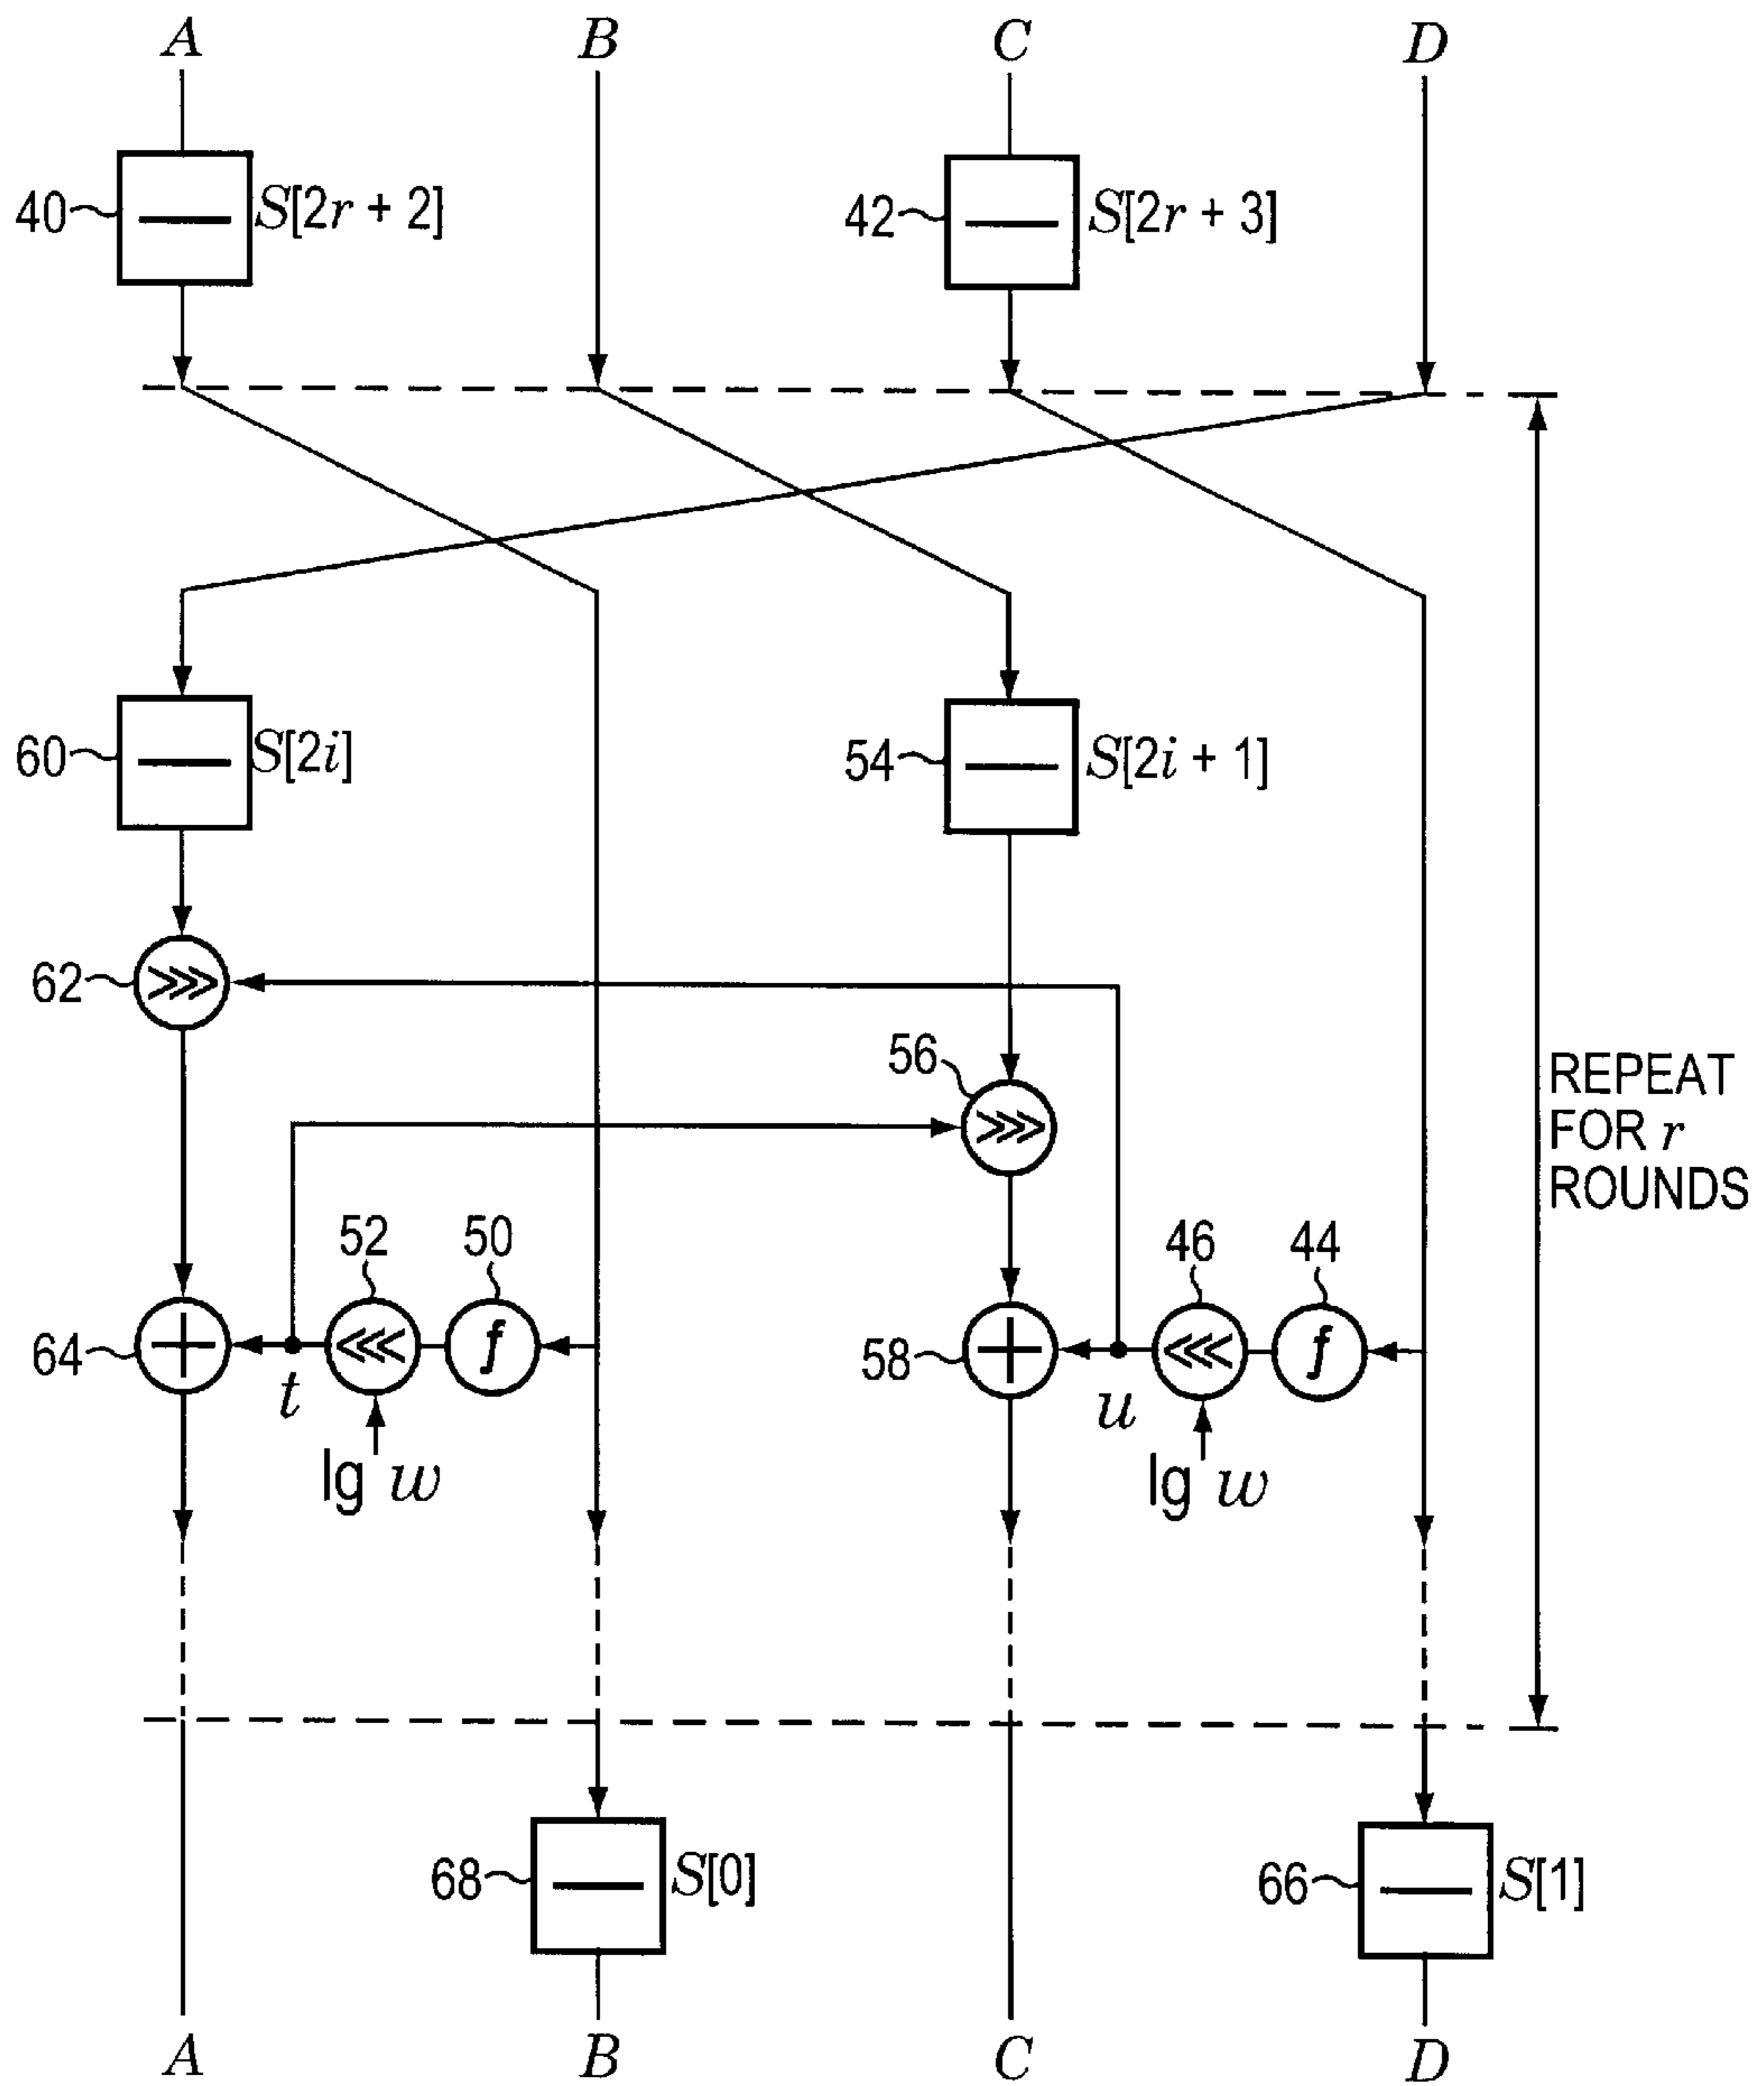 A B C D
40 S[2r + 2] 42 S[2r + 3]
60 S[2i] 54 S[2i + 1]
62 >>>
56 >>>
REPEAT
FOR r
ROUNDS
52 50 46 44
64 + <<< f 58 + <<< f
t u
lg w lg w
68 S[0] 66 S[1]
A B C D